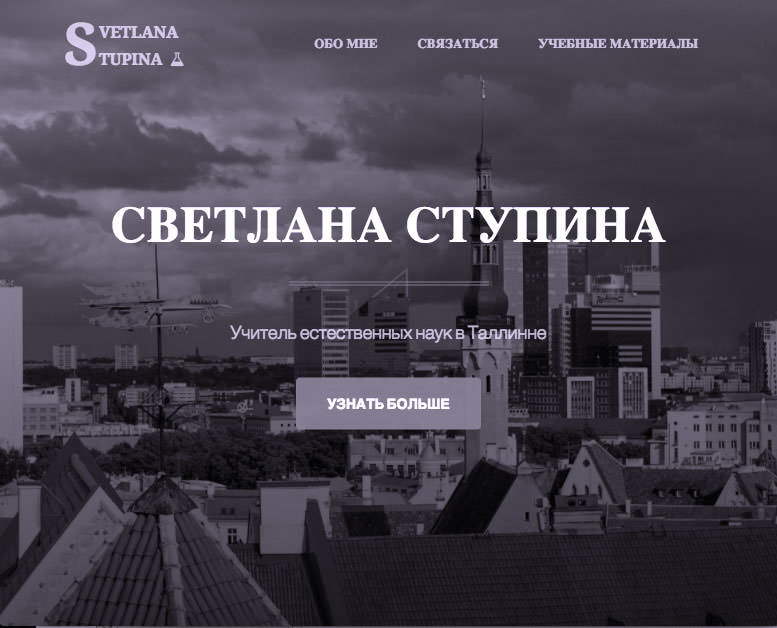 SVETLANA
STUPINA
ОБО МНЕ
СВЯЗАТЬСЯ
УЧЕБНЫЕ МАТЕРИАЛЫ
СВЕТЛАНА СТУПИНА
Учитель естественных наук в Таллинне
УЗНАТЬ БОЛЬШЕ